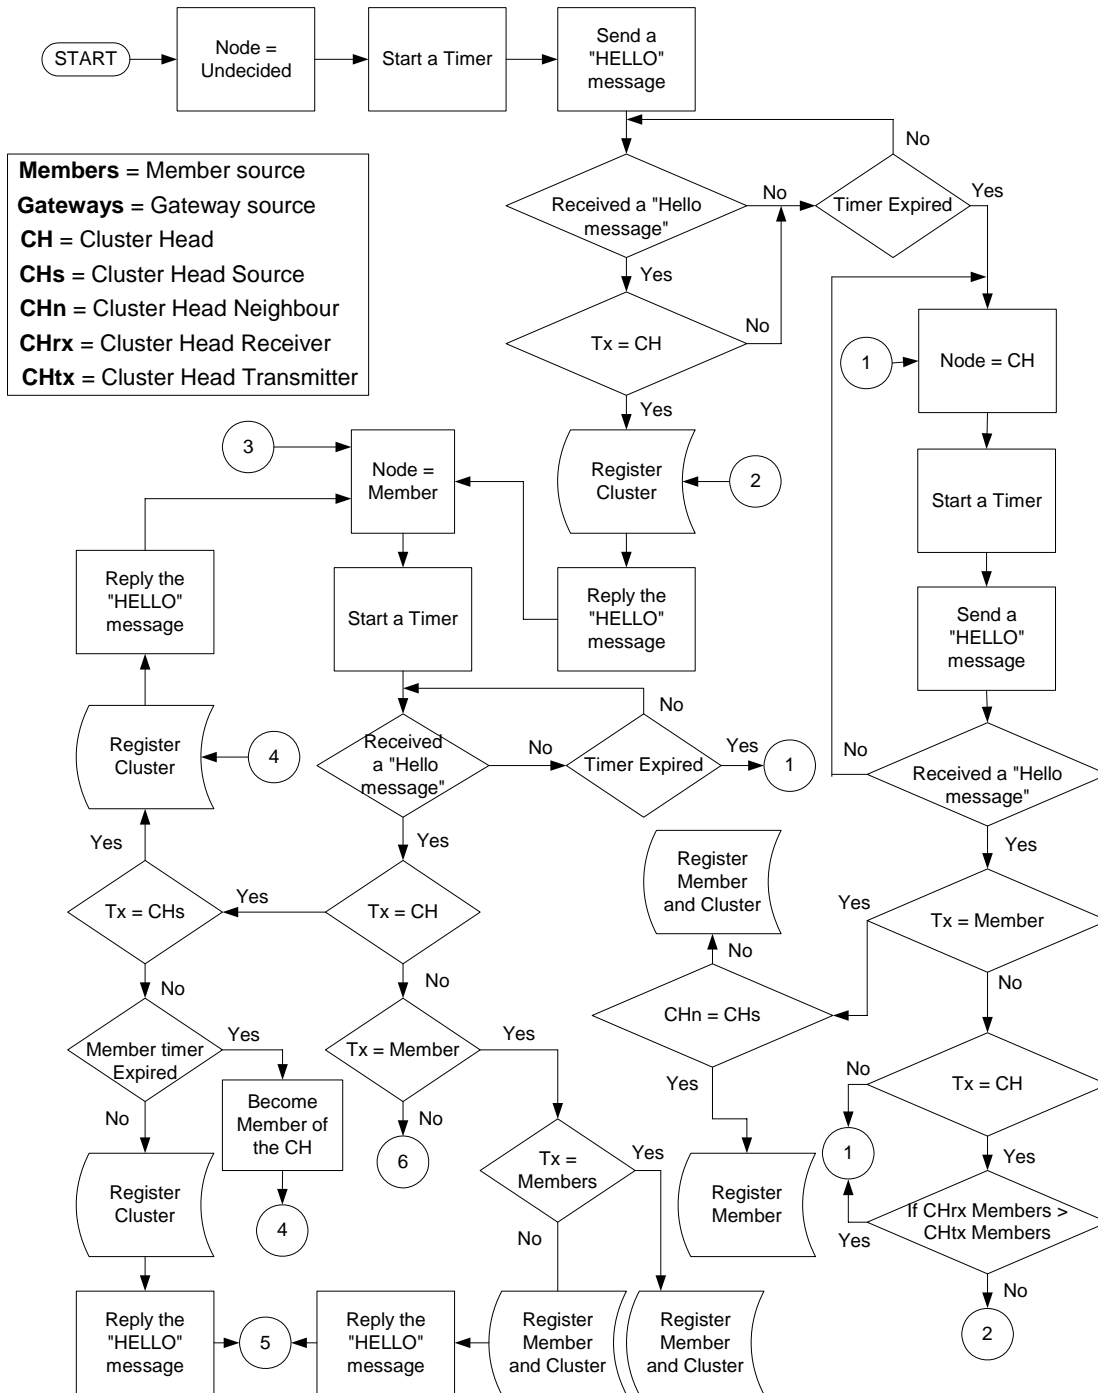 START
Node =
Undecided
Start a Timer
Send a
"HELLO"
message
No
Members = Member source
Gateways = Gateway source
CH = Cluster Head
CHs = Cluster Head Source
CHn = Cluster Head Neighbour
CHrx = Cluster Head Receiver
CHtx = Cluster Head Transmitter
Received a "Hello
message"
No
Timer Expired
Yes
Yes
Tx = CH
No
Yes
1
Node = CH
3
Node =
Member
Register
Cluster
2
Start a Timer
Reply the
"HELLO"
message
Start a Timer
Reply the
"HELLO"
message
Send a
"HELLO"
message
Register
Cluster
4
Received
a "Hello
message"
No
No
Timer Expired
Yes
1
No
Received a "Hello
message"
Yes
Yes
Yes
Register
Member
and Cluster
Tx = CHs
Yes
Tx = CH
Yes
Tx = Member
No
No
No
No
CHn = CHs
Member timer
Expired
Yes
Tx = Member
Yes
Yes
No
Tx = CH
No
Become
Member of
the CH
No
6
1
Yes
Tx =
Members
Yes
Register
Cluster
4
Register
Member
If CHrx Members >
CHtx Members
Yes
No
No
Reply the
"HELLO"
message
5
Reply the
"HELLO"
message
Register
Member
and Cluster
Register
Member
and Cluster
2